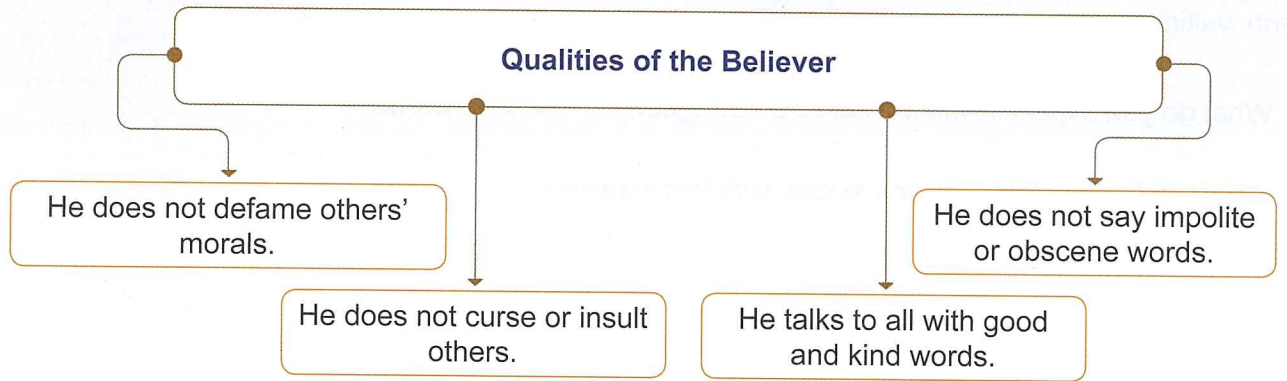 Qualities of the Believer
He does not defame others'
morals.
He does not curse or insult
others.
He talks to all with good
and kind words.
He does not say impolite
or obscene words.